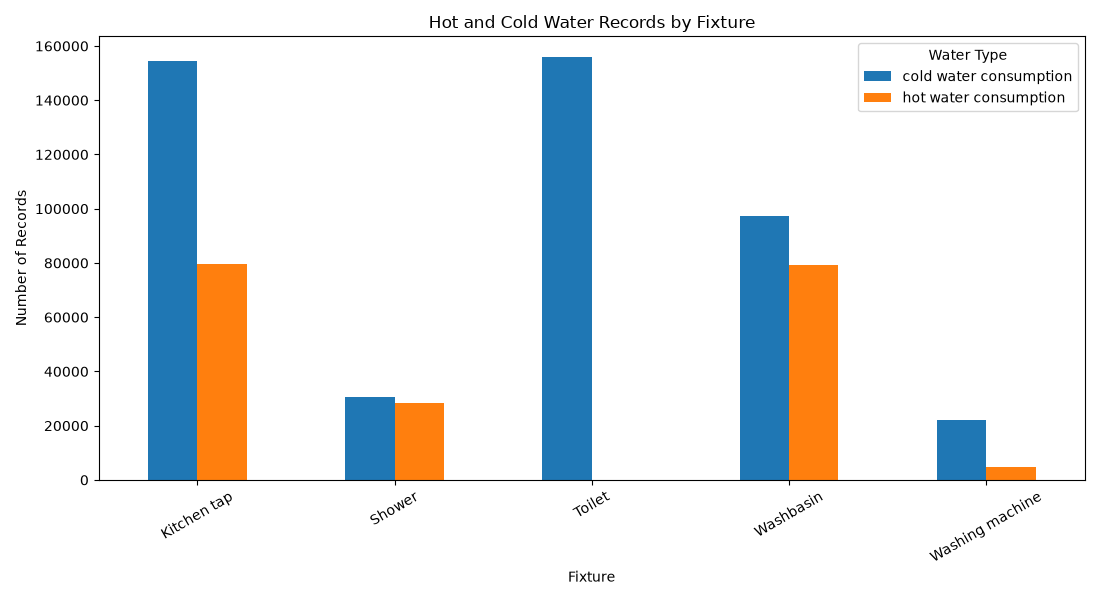 Hot and Cold Water Records by Fixture
Water Type
cold water consumption
hot water consumption
Number of Records
160000
140000
120000
100000
80000
60000
40000
20000
0
Kitchen tap
Shower
Toilet
Washbasin
Washing machine
Fixture